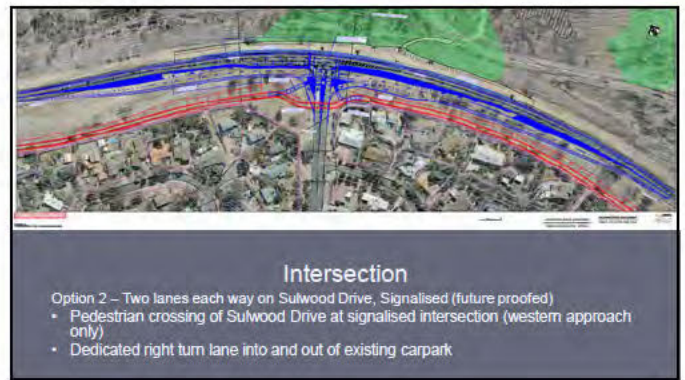 Intersection
Option 2 – Two lanes each way on Sulwood Drive, Signalised (future proofed)
• Pedestrian crossing of Sulwood Drive at signalised intersection (western approach
only)
• Dedicated right turn lane into and out of existing carpark